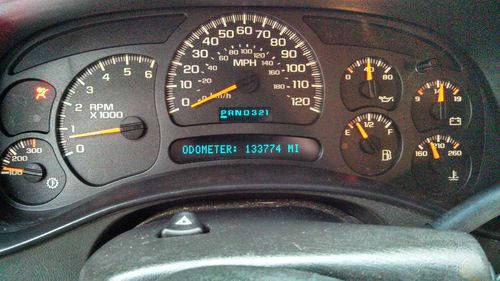 1 2 3 4 5 6
RPM
X1000
0
100 200 300
0 10 20 30 40 50 60 70 80 90 100 110 120
MPH
km/h
PRND321
ODOMETER: 133774 MI
0 80
9 19
E 1/2 F
160 210 260